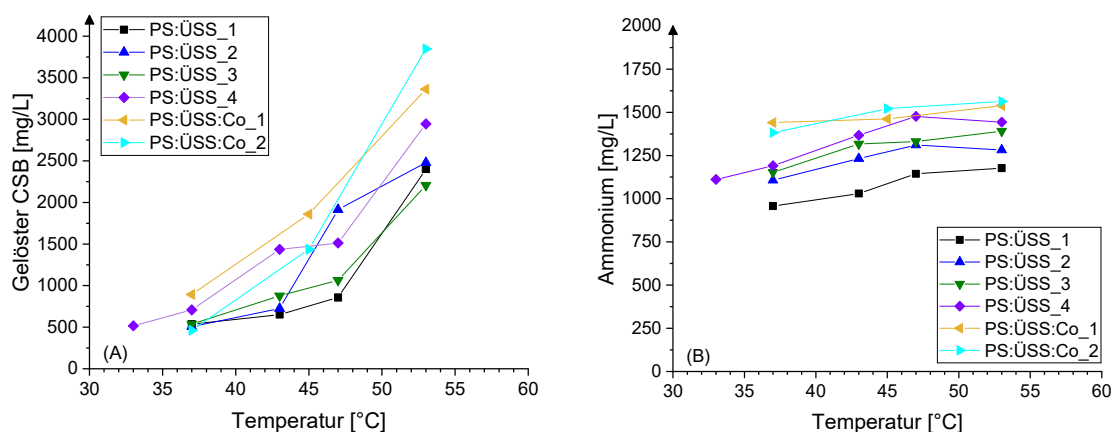 Gelöster CSB [mg/L]
4000
3500
3000
2500
2000
1500
1000
500
0
PS:ÜSS_1
PS:ÜSS_2
PS:ÜSS_3
PS:ÜSS_4
PS:ÜSS:Co_1
PS:ÜSS:Co_2
(A)
30 35 40 45 50 55 60
Temperatur [°C]
Ammonium [mg/L]
2000
1750
1500
1250
1000
750
500
250
0
PS:ÜSS_1
PS:ÜSS_2
PS:ÜSS_3
PS:ÜSS_4
PS:ÜSS:Co_1
PS:ÜSS:Co_2
(B)
30 35 40 45 50 55 60
Temperatur [°C]